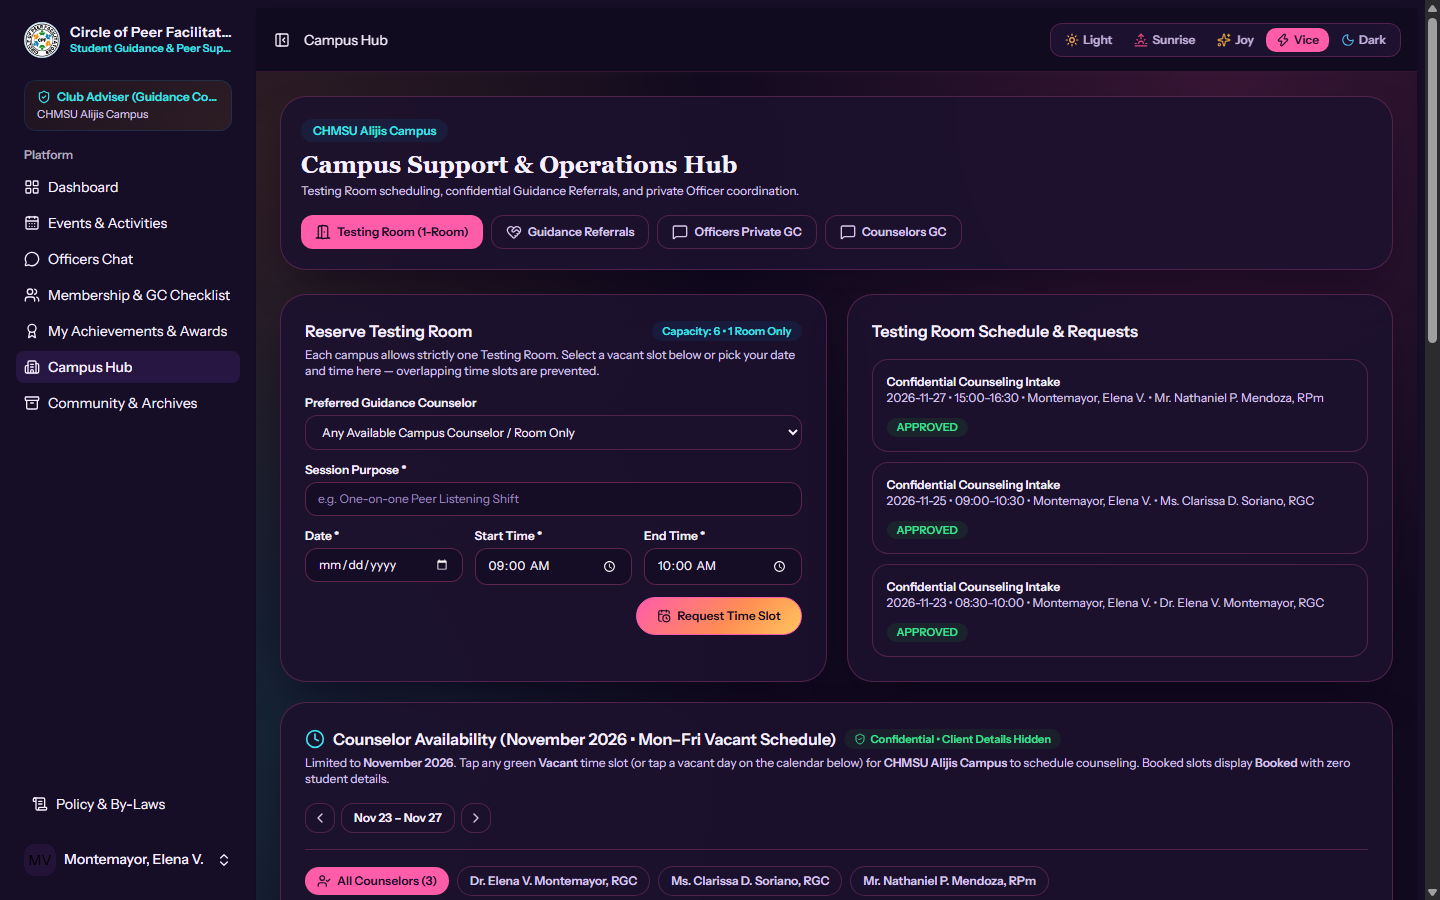 Circle of Peer Facilitat...
Student Guidance & Peer Sup...
Club Adviser (Guidance Co...
CHMSU Alijis Campus
Platform
Dashboard
Events & Activities
Officers Chat
Membership & GC Checklist
My Achievements & Awards
Campus Hub
Community & Archives
Policy & By-Laws
MV
Montemayor, Elena V.
Campus Hub
Light
Sunrise
Joy
Vice
Dark
CHMSU Alijis Campus
Campus Support & Operations Hub
Testing Room scheduling, confidential Guidance Referrals, and private Officer coordination.
Testing Room (1-Room)
Guidance Referrals
Officers Private GC
Counselors GC
Reserve Testing Room
Capacity: 6 • 1 Room Only
Each campus allows strictly one Testing Room. Select a vacant slot below or pick your date
and time here — overlapping time slots are prevented.
Preferred Guidance Counselor
Any Available Campus Counselor / Room Only
Session Purpose *
e.g. One-on-one Peer Listening Shift
Date *
Start Time *
End Time *
mm/dd/yyyy
09:00 AM
10:00 AM
Request Time Slot
Testing Room Schedule & Requests
Confidential Counseling Intake
2026-11-27 • 15:00–16:30 • Montemayor, Elena V. • Mr. Nathaniel P. Mendoza, RPm
APPROVED
Confidential Counseling Intake
2026-11-25 • 09:00–10:30 • Montemayor, Elena V. • Ms. Clarissa D. Soriano, RGC
APPROVED
Confidential Counseling Intake
2026-11-23 • 08:30–10:00 • Montemayor, Elena V. • Dr. Elena V. Montemayor, RGC
APPROVED
Counselor Availability (November 2026 • Mon–Fri Vacant Schedule)
Confidential • Client Details Hidden
Limited to November 2026. Tap any green Vacant time slot (or tap a vacant day on the calendar below) for CHMSU Alijis Campus to schedule counseling. Booked slots display Booked with zero
student details.
Nov 23 – Nov 27
All Counselors (3)
Dr. Elena V. Montemayor, RGC
Ms. Clarissa D. Soriano, RGC
Mr. Nathaniel P. Mendoza, RPm